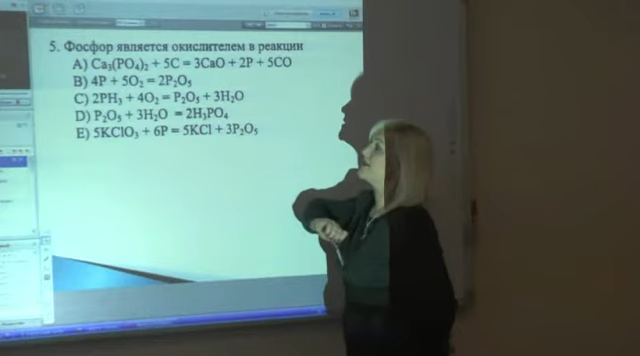 5. Фосфор является окислителем в реакции
A) Ca₃(PO₄)₂ + 5C = 3CaO + 2P + 5CO
B) 4P + 5O₂ = 2P₂O₅
C) 2PH₃ + 4O₂ = P₂O₅ + 3H₂O
D) P₂O₅ + 3H₂O = 2H₃PO₄
E) 5KClO₃ + 6P = 5KCl + 3P₂O₅